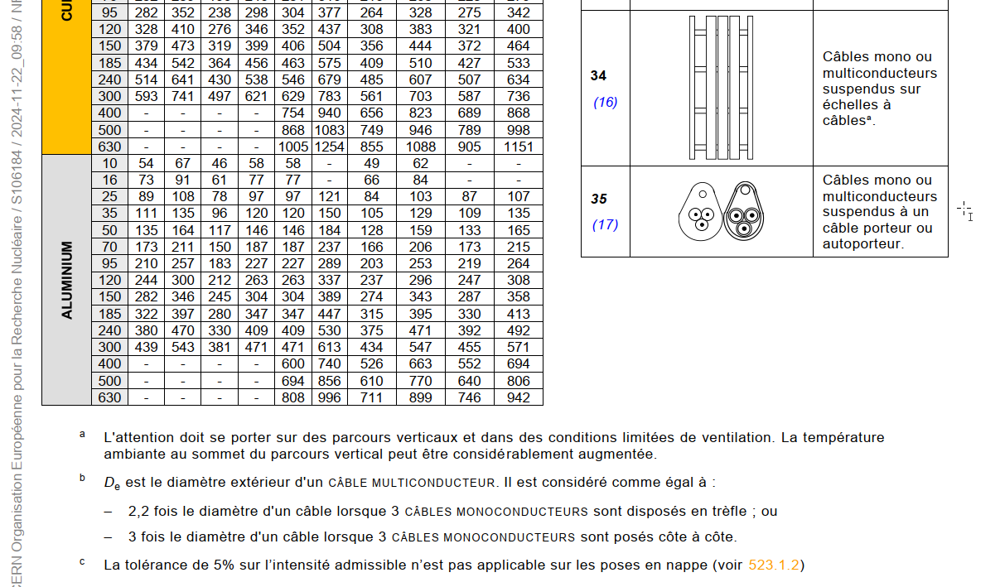 CERN Organisation Européenne pour la Recherche Nucléaire / S106184 / 2024-11-22_09:58 /
95 282 352 238 298 304 377 264 328 275 342
120 328 410 276 346 352 437 308 383 321 400
150 379 473 319 399 406 504 356 444 372 464
185 434 542 364 456 463 575 409 510 427 533
240 514 641 430 538 546 679 485 607 507 634
300 593 741 497 621 629 783 561 703 587 736
400 - - - - 754 940 656 823 689 868
500 - - - - 868 1083 749 946 789 998
630 - - - - 1005 1254 855 1088 905 1151
ALUMINIUM
10 54 67 46 58 58 - 49 62 - -
16 73 91 61 77 77 - 66 84 - -
25 89 108 78 97 97 121 84 103 87 107
35 111 135 96 120 120 150 105 129 109 135
50 135 164 117 146 146 184 128 159 133 165
70 173 211 150 187 187 237 166 206 173 215
95 210 257 183 227 227 289 203 253 219 264
120 244 300 212 263 263 337 237 296 247 308
150 282 346 245 304 304 389 274 343 287 358
185 322 397 280 347 347 447 315 395 330 413
240 380 470 330 409 409 530 375 471 392 492
300 439 543 381 471 471 613 434 547 455 571
400 - - - - 600 740 526 663 552 694
500 - - - - 694 856 610 770 640 806
630 - - - - 808 996 711 899 746 942
34
(16)
Câbles mono ou
multiconducteurs
suspendus sur
échelles à
câblesª.
35
(17)
Câbles mono ou
multiconducteurs
suspendus à un
câble porteur ou
autoporteur.
a L'attention doit se porter sur des parcours verticaux et dans des conditions limitées de ventilation. La température
ambiante au sommet du parcours vertical peut être considérablement augmentée.
b De est le diamètre extérieur d'un CÂBLE MULTICONDUCTEUR. Il est considéré comme égal à :
– 2,2 fois le diamètre d'un câble lorsque 3 CÂBLES MONOCONDUCTEURS sont disposés en trèfle ; ou
– 3 fois le diamètre d'un câble lorsque 3 CÂBLES MONOCONDUCTEURS sont posés côte à côte.
c La tolérance de 5% sur l’intensité admissible n’est pas applicable sur les poses en nappe (voir 523.1.2)